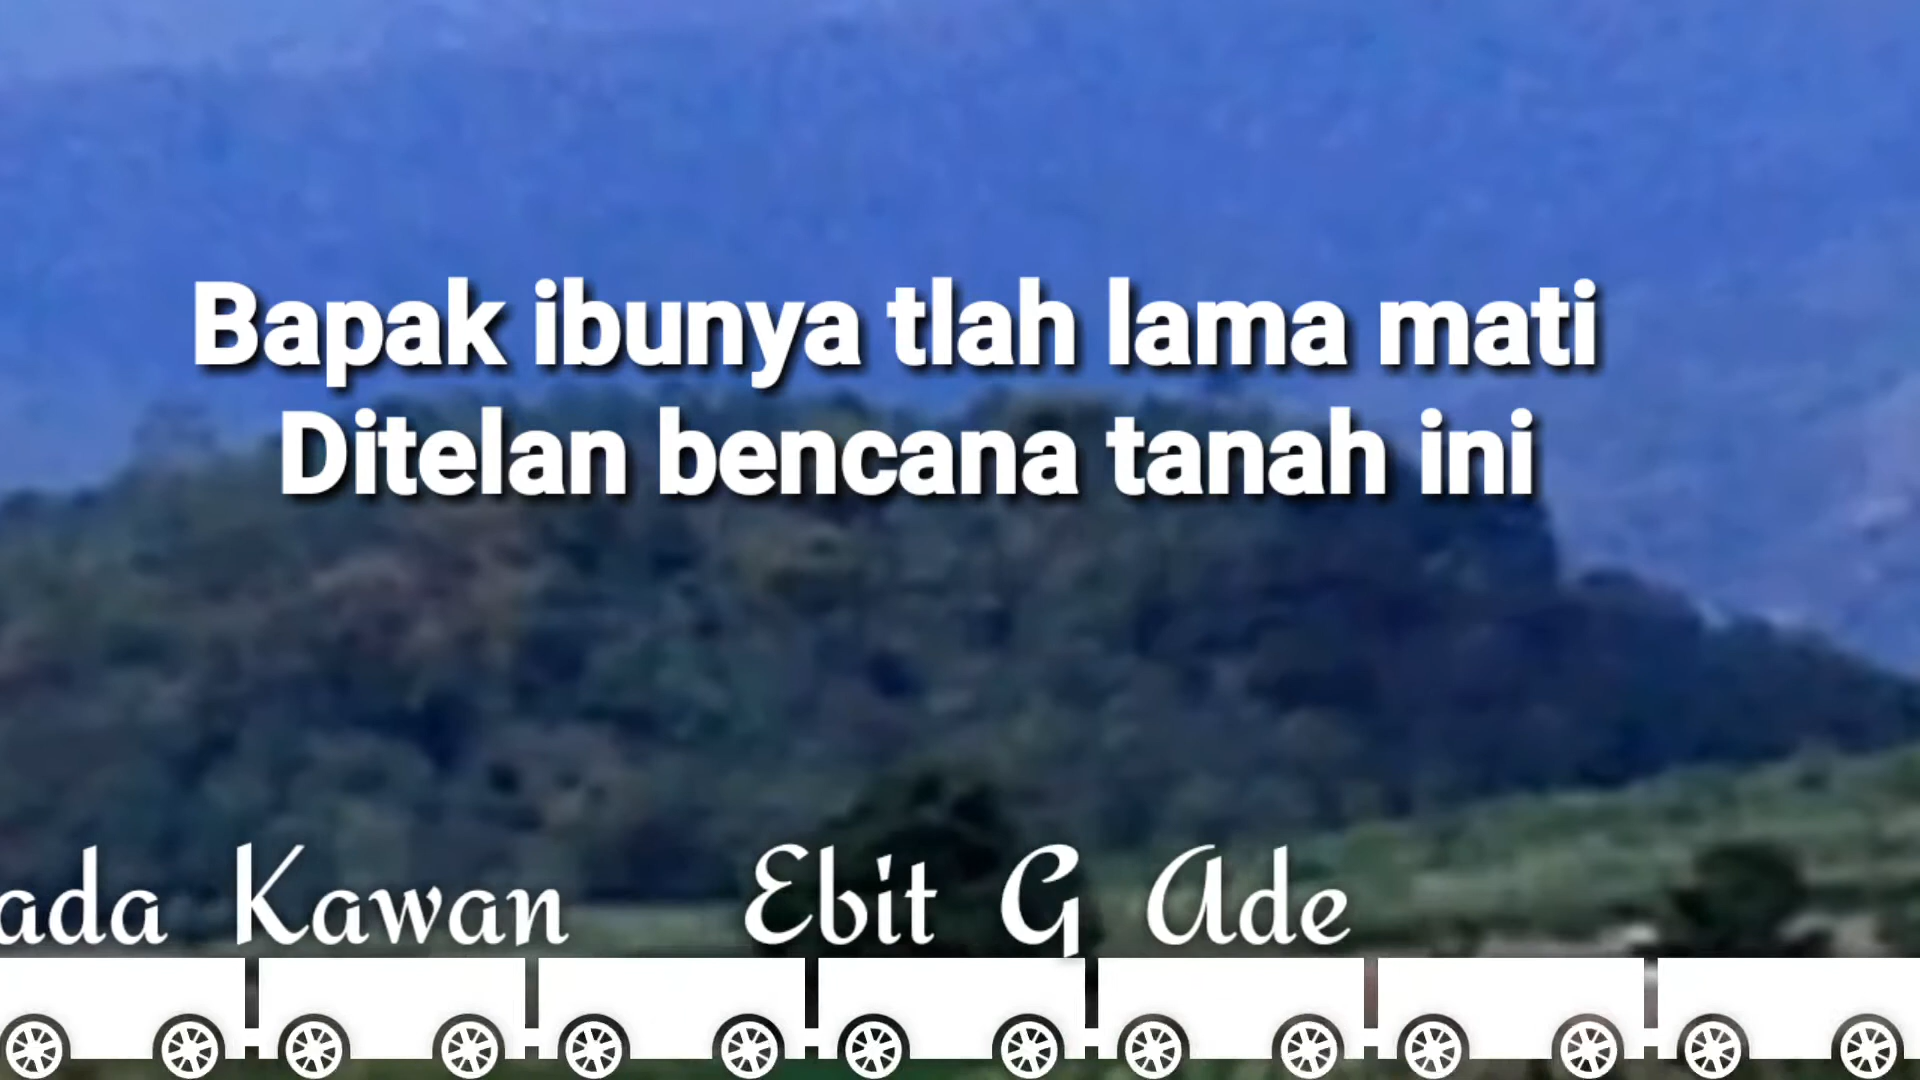 Bapak ibunya tlah lama mati
Ditelan bencana tanah ini
ada Kawan Ebit G Ade